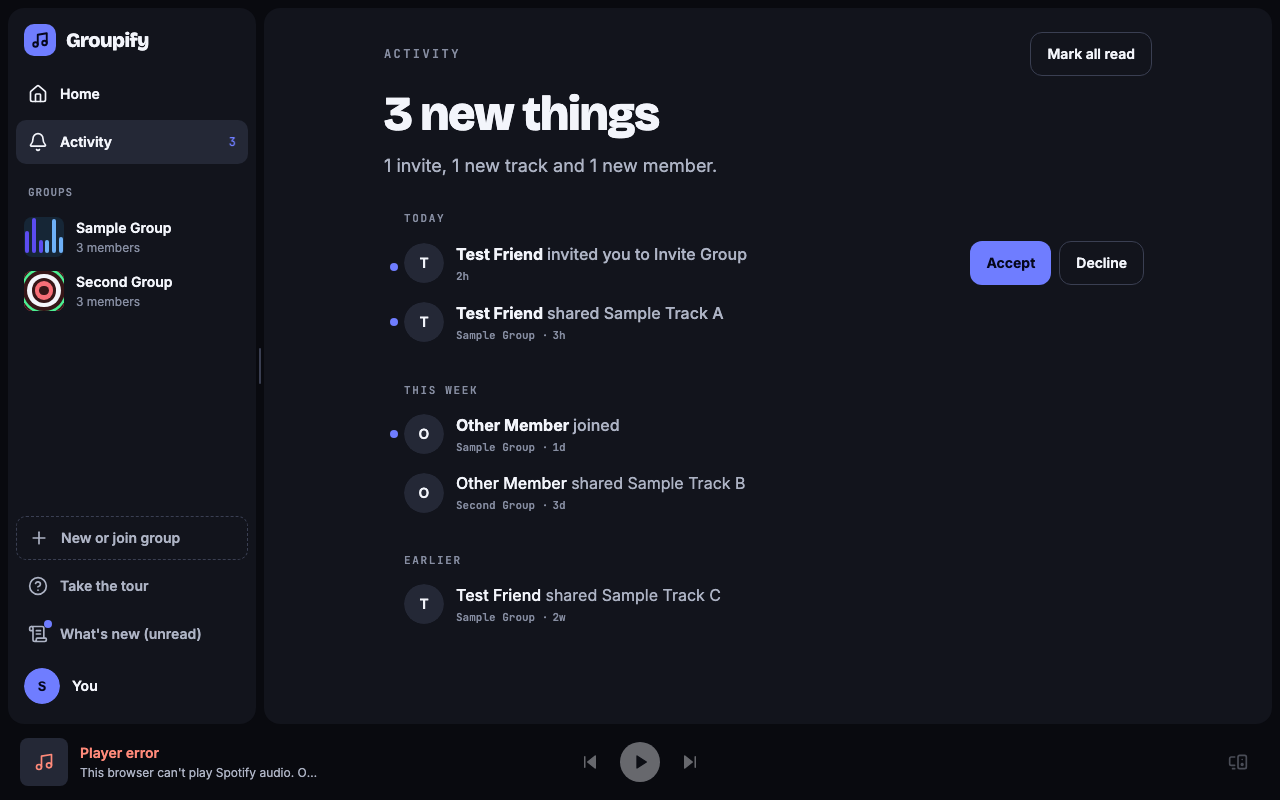 Groupify
Home
Activity 3
GROUPS
Sample Group
3 members
Second Group
3 members
New or join group
Take the tour
What's new (unread)
S You
ACTIVITY
Mark all read
3 new things
1 invite, 1 new track and 1 new member.
TODAY
T Test Friend invited you to Invite Group
2h
Accept Decline
T Test Friend shared Sample Track A
Sample Group · 3h
THIS WEEK
O Other Member joined
Sample Group · 1d
O Other Member shared Sample Track B
Second Group · 3d
EARLIER
T Test Friend shared Sample Track C
Sample Group · 2w
Player error
This browser can't play Spotify audio. O...